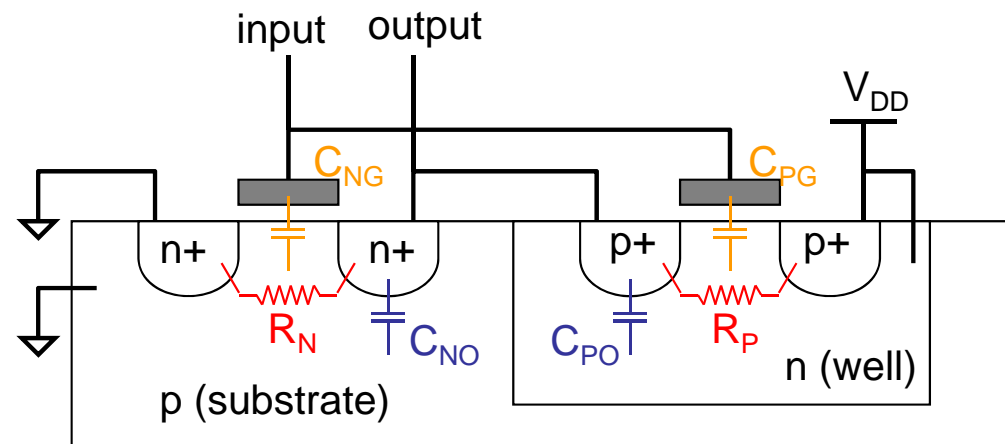 input output
V_DD
C_NG C_PG
n+ n+ p+ p+
R_N C_NO C_PO R_P
n (well)
p (substrate)